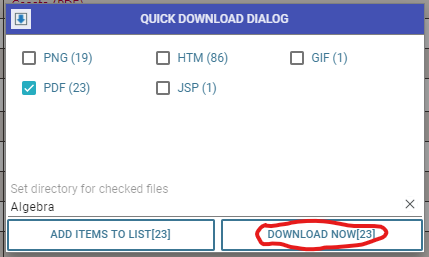 QUICK DOWNLOAD DIALOG
PNG (19) HTM (86) GIF (1)
PDF (23) JSP (1)
Set directory for checked files
Algebra
ADD ITEMS TO LIST[23] DOWNLOAD NOW[23]